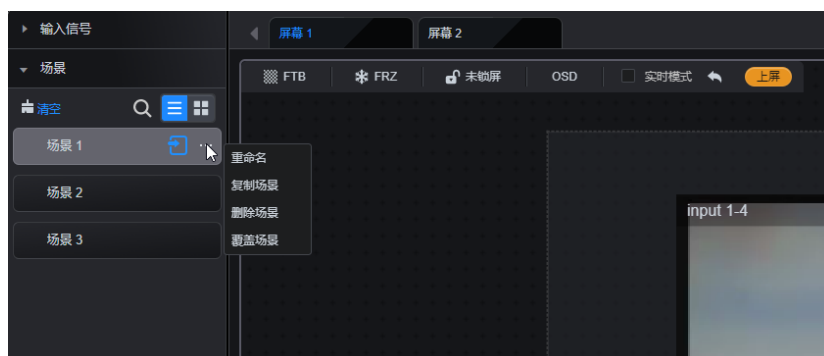 输入信号
场景
清空
场景 1
场景 2
场景 3
重命名
复制场景
删除场景
覆盖场景
屏幕 1
屏幕 2
FTB
FRZ
未锁屏
OSD
实时模式
上屏
input 1-4